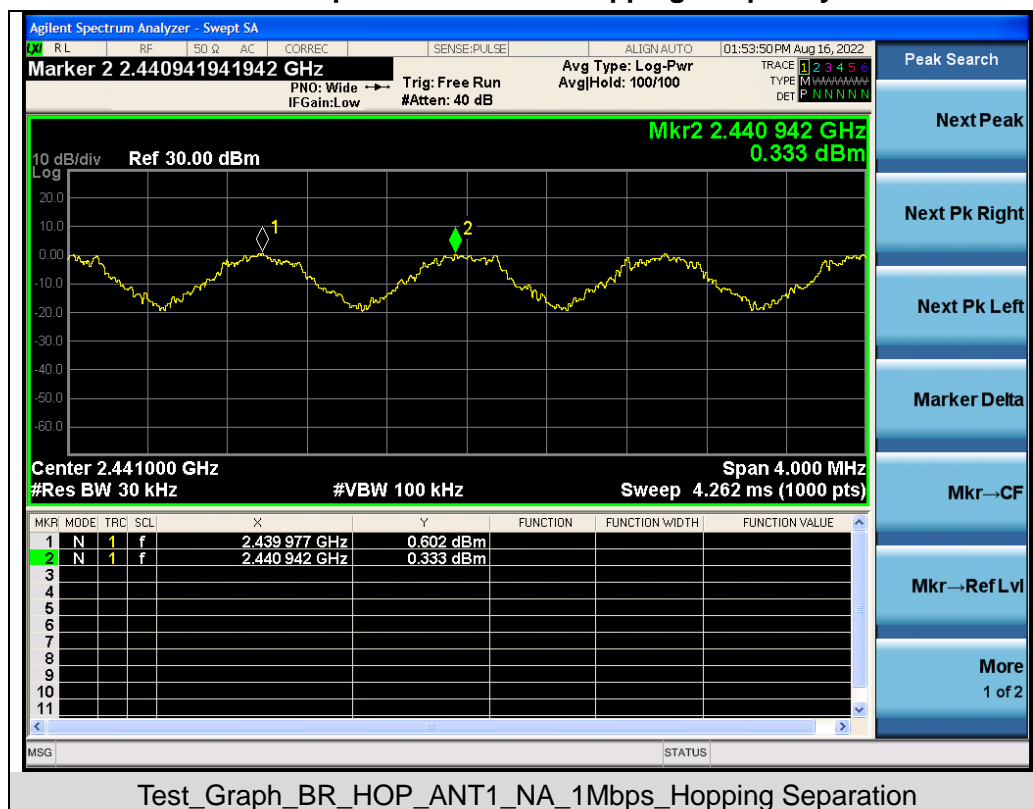 Agilent Spectrum Analyzer - Swept SA
LXI RL RF 50 Ω AC CORREC SENSE:PULSE ALIGN AUTO 01:53:50 PM Aug 16, 2022
Marker 2 2.440941941942 GHz
PNO: Wide
IFGain:Low
Trig: Free Run
#Atten: 40 dB
Avg Type: Log-Pwr
Avg|Hold: 100/100
TRACE 1 2 3 4 5 6
TYPE M
DET P N N N N N
Mkr2 2.440 942 GHz
0.333 dBm
10 dB/div Ref 30.00 dBm
Log
20.0
10.0
0.00
-10.0
-20.0
-30.0
-40.0
-50.0
-60.0
1
2
Center 2.441000 GHz Span 4.000 MHz
#Res BW 30 kHz #VBW 100 kHz Sweep 4.262 ms (1000 pts)
MKR MODE TRC SCL X Y FUNCTION FUNCTION WIDTH FUNCTION VALUE
1 N 1 f 2.439 977 GHz 0.602 dBm
2 N 1 f 2.440 942 GHz 0.333 dBm
3
4
5
6
7
8
9
10
11
MSG STATUS
Peak Search
Next Peak
Next Pk Right
Next Pk Left
Marker Delta
Mkr→CF
Mkr→Ref Lvl
More
1 of 2
Test_Graph_BR_HOP_ANT1_NA_1Mbps_Hopping Separation